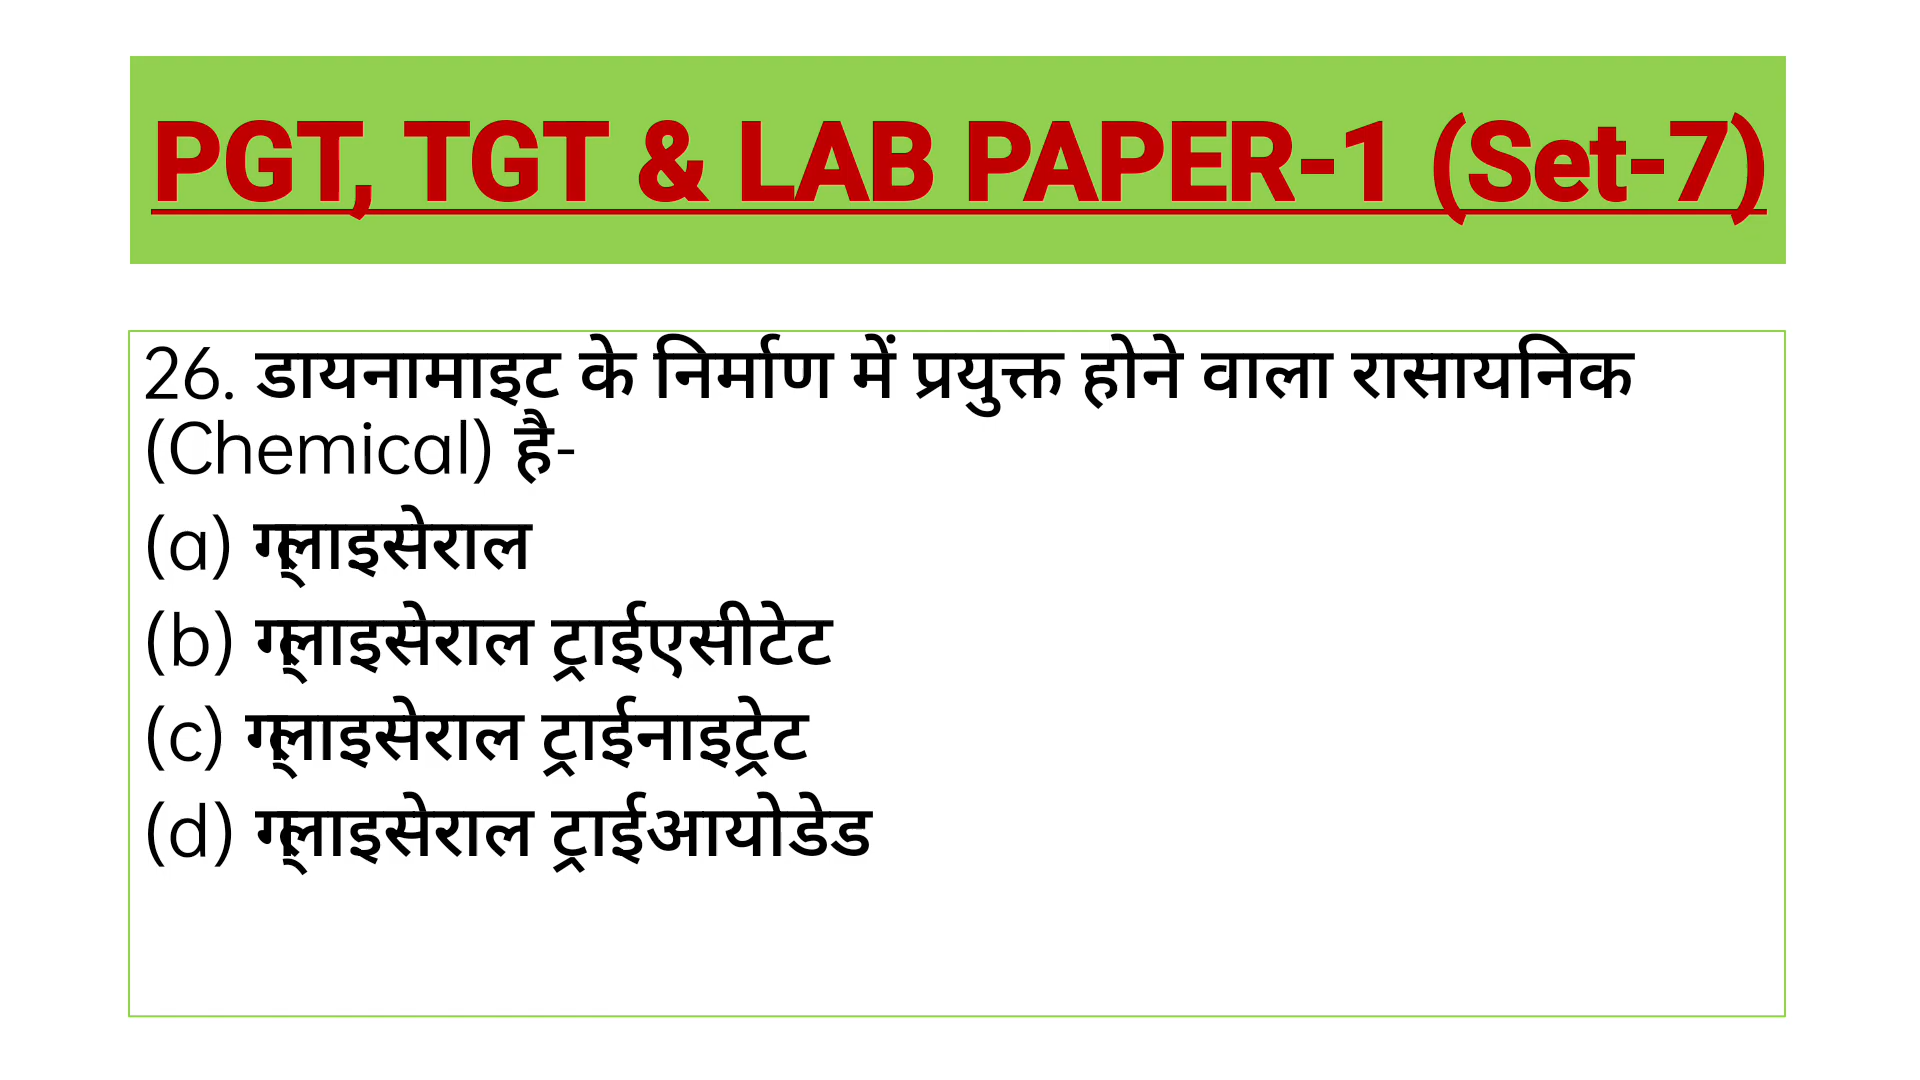 PGT, TGT & LAB PAPER-1 (Set-7)
26. डायनामाइट के निर्माण में प्रयुक्त होने वाला रासायनिक
(Chemical) है-
(a) ग्लाइसेराल
(b) ग्लाइसेराल ट्राईएसीटेट
(c) ग्लाइसेराल ट्राईनाइट्रेट
(d) ग्लाइसेराल ट्राईआयोडेड